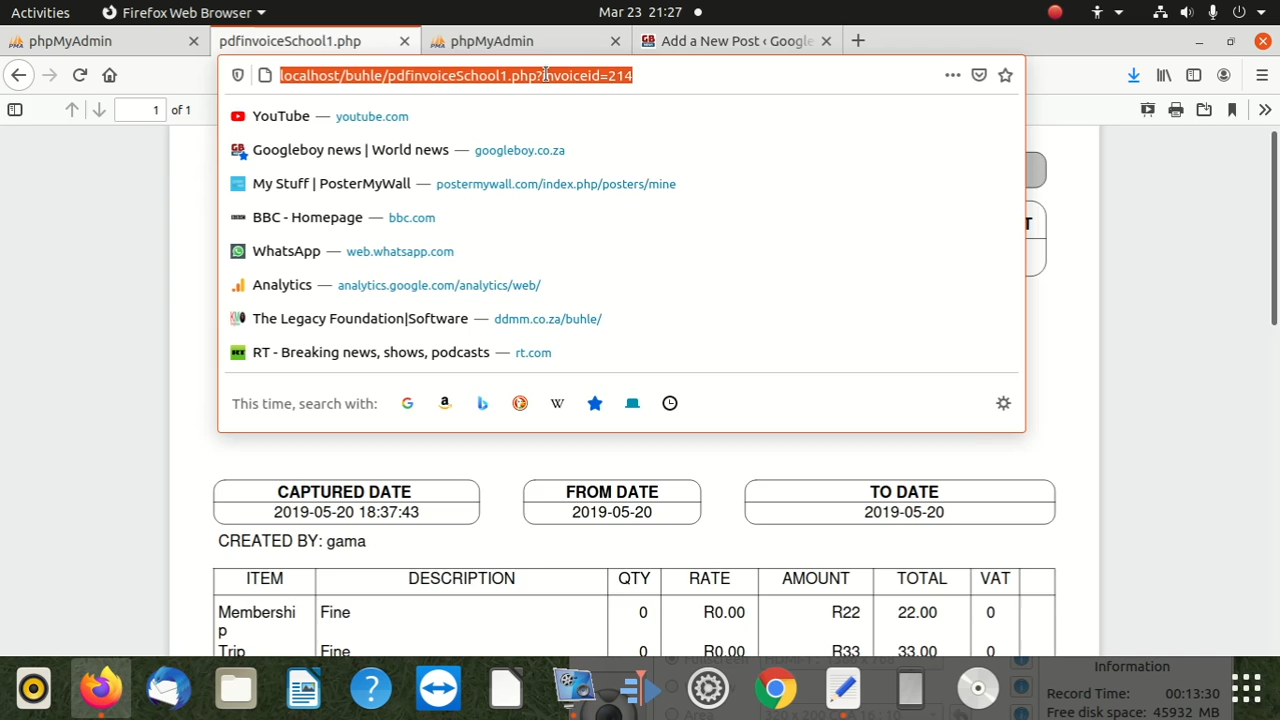 Activities Firefox Web Browser Mar 23 21:27
phpMyAdmin pdfinvoiceSchool1.php phpMyAdmin Add a New Post ‹ Google
localhost/buhle/pdfinvoiceSchool1.php?invoiceid=214
1 of 1
YouTube — youtube.com
Googleboy news | World news — googleboy.co.za
My Stuff | PosterMyWall — postermywall.com/index.php/posters/mine
BBC - Homepage — bbc.com
WhatsApp — web.whatsapp.com
Analytics — analytics.google.com/analytics/web/
The Legacy Foundation|Software — ddmm.co.za/buhle/
RT - Breaking news, shows, podcasts — rt.com
This time, search with:
CAPTURED DATE FROM DATE TO DATE
2019-05-20 18:37:43 2019-05-20 2019-05-20
CREATED BY: gama
ITEM DESCRIPTION QTY RATE AMOUNT TOTAL VAT
Membershi Fine 0 R0.00 R22 22.00 0
p
Trip Fine 0 R0.00 R33 33.00 0
Information
Record Time: 00:13:30
Free disk space: 45932 MB